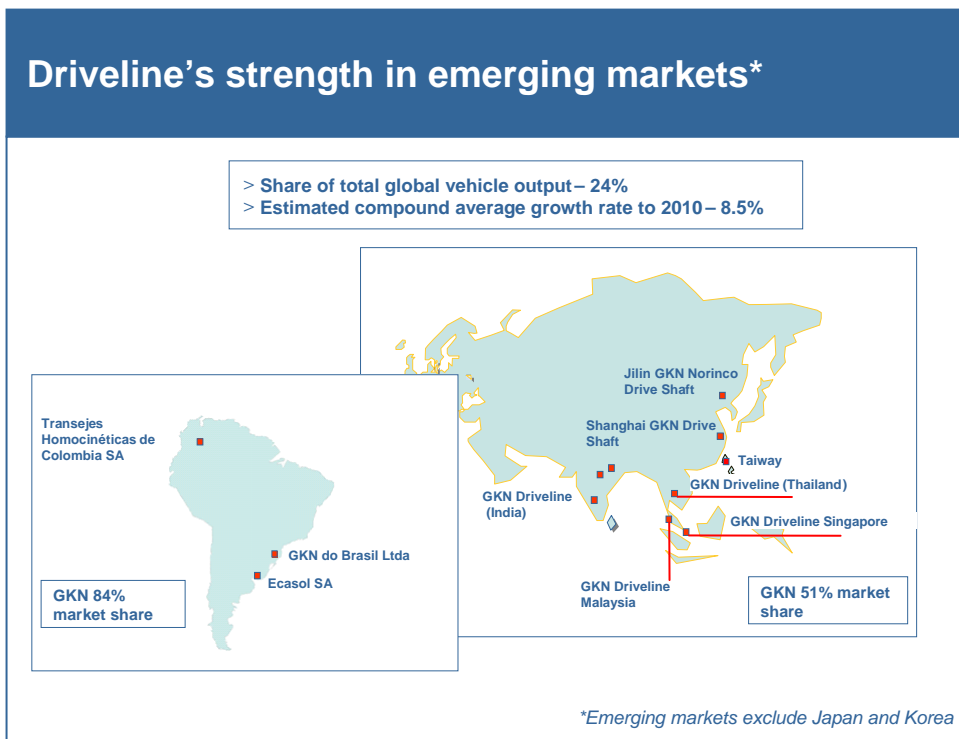 Driveline's strength in emerging markets*
> Share of total global vehicle output – 24%
> Estimated compound average growth rate to 2010 – 8.5%
Jilin GKN Norinco
Drive Shaft
Shanghai GKN Drive
Shaft
Taiway
GKN Driveline (Thailand)
GKN Driveline
(India)
GKN Driveline Singapore
GKN Driveline
Malaysia
GKN 51% market
share
Transejes
Homocinéticas de
Colombia SA
GKN do Brasil Ltda
Ecasol SA
GKN 84%
market share
*Emerging markets exclude Japan and Korea